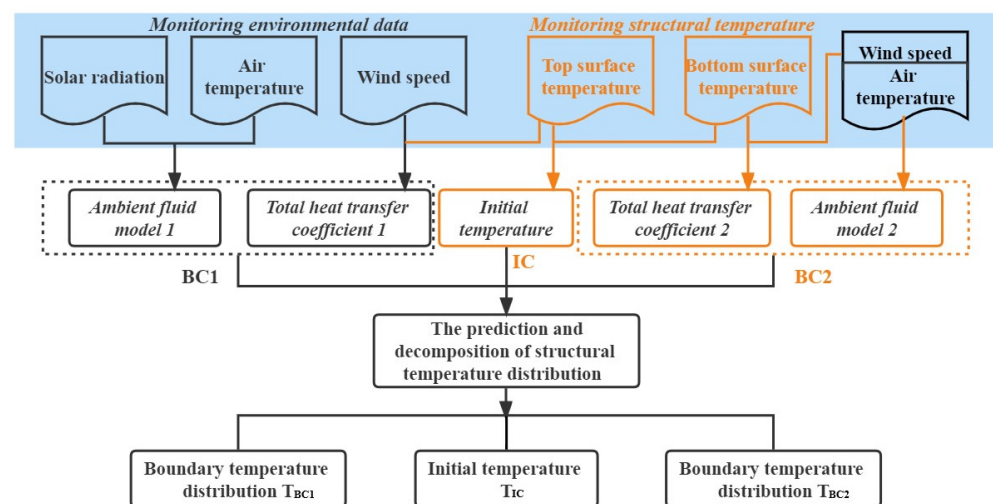 Monitoring environmental data
Monitoring structural temperature
Solar radiation
Air
temperature
Wind speed
Top surface
temperature
Bottom surface
temperature
Wind speed
Air
temperature
Ambient fluid
model 1
Total heat transfer
coefficient 1
Initial
temperature
Total heat transfer
coefficient 2
Ambient fluid
model 2
BC1
IC
BC2
The prediction and
decomposition of structural
temperature distribution
Boundary temperature
distribution TBC1
Initial temperature
TIC
Boundary temperature
distribution TBC2